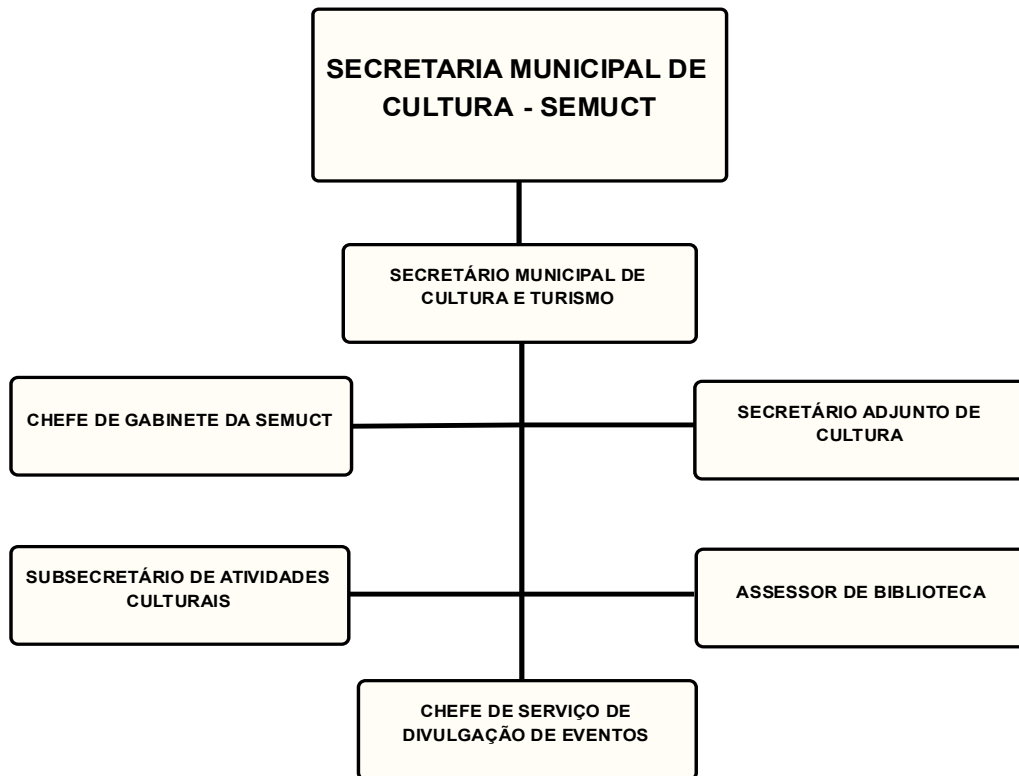 SECRETARIA MUNICIPAL DE
CULTURA - SEMUCT
SECRETÁRIO MUNICIPAL DE
CULTURA E TURISMO
CHEFE DE GABINETE DA SEMUCT
SECRETÁRIO ADJUNTO DE
CULTURA
SUBSECRETÁRIO DE ATIVIDADES
CULTURAIS
ASSESSOR DE BIBLIOTECA
CHEFE DE SERVIÇO DE
DIVULGAÇÃO DE EVENTOS